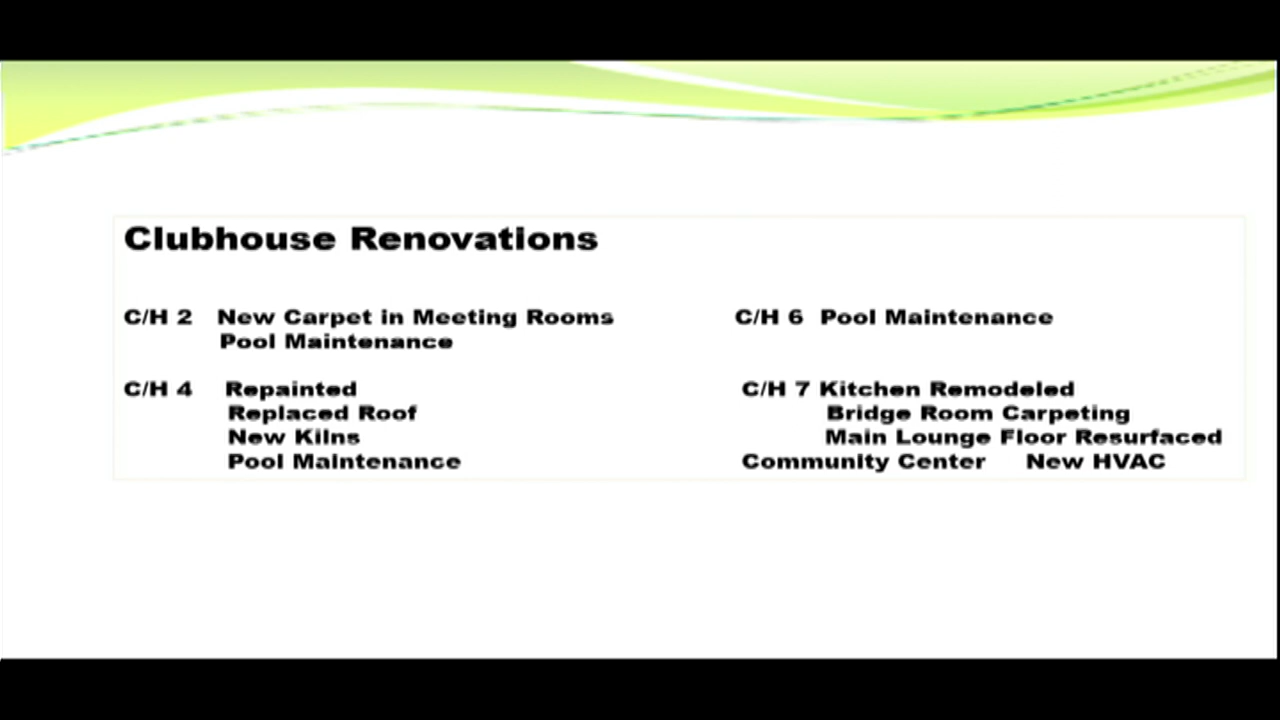 Clubhouse Renovations
C/H 2 New Carpet in Meeting Rooms
Pool Maintenance
C/H 4 Repainted
Replaced Roof
New Kilns
Pool Maintenance
C/H 6 Pool Maintenance
C/H 7 Kitchen Remodeled
Bridge Room Carpeting
Main Lounge Floor Resurfaced
Community Center New HVAC